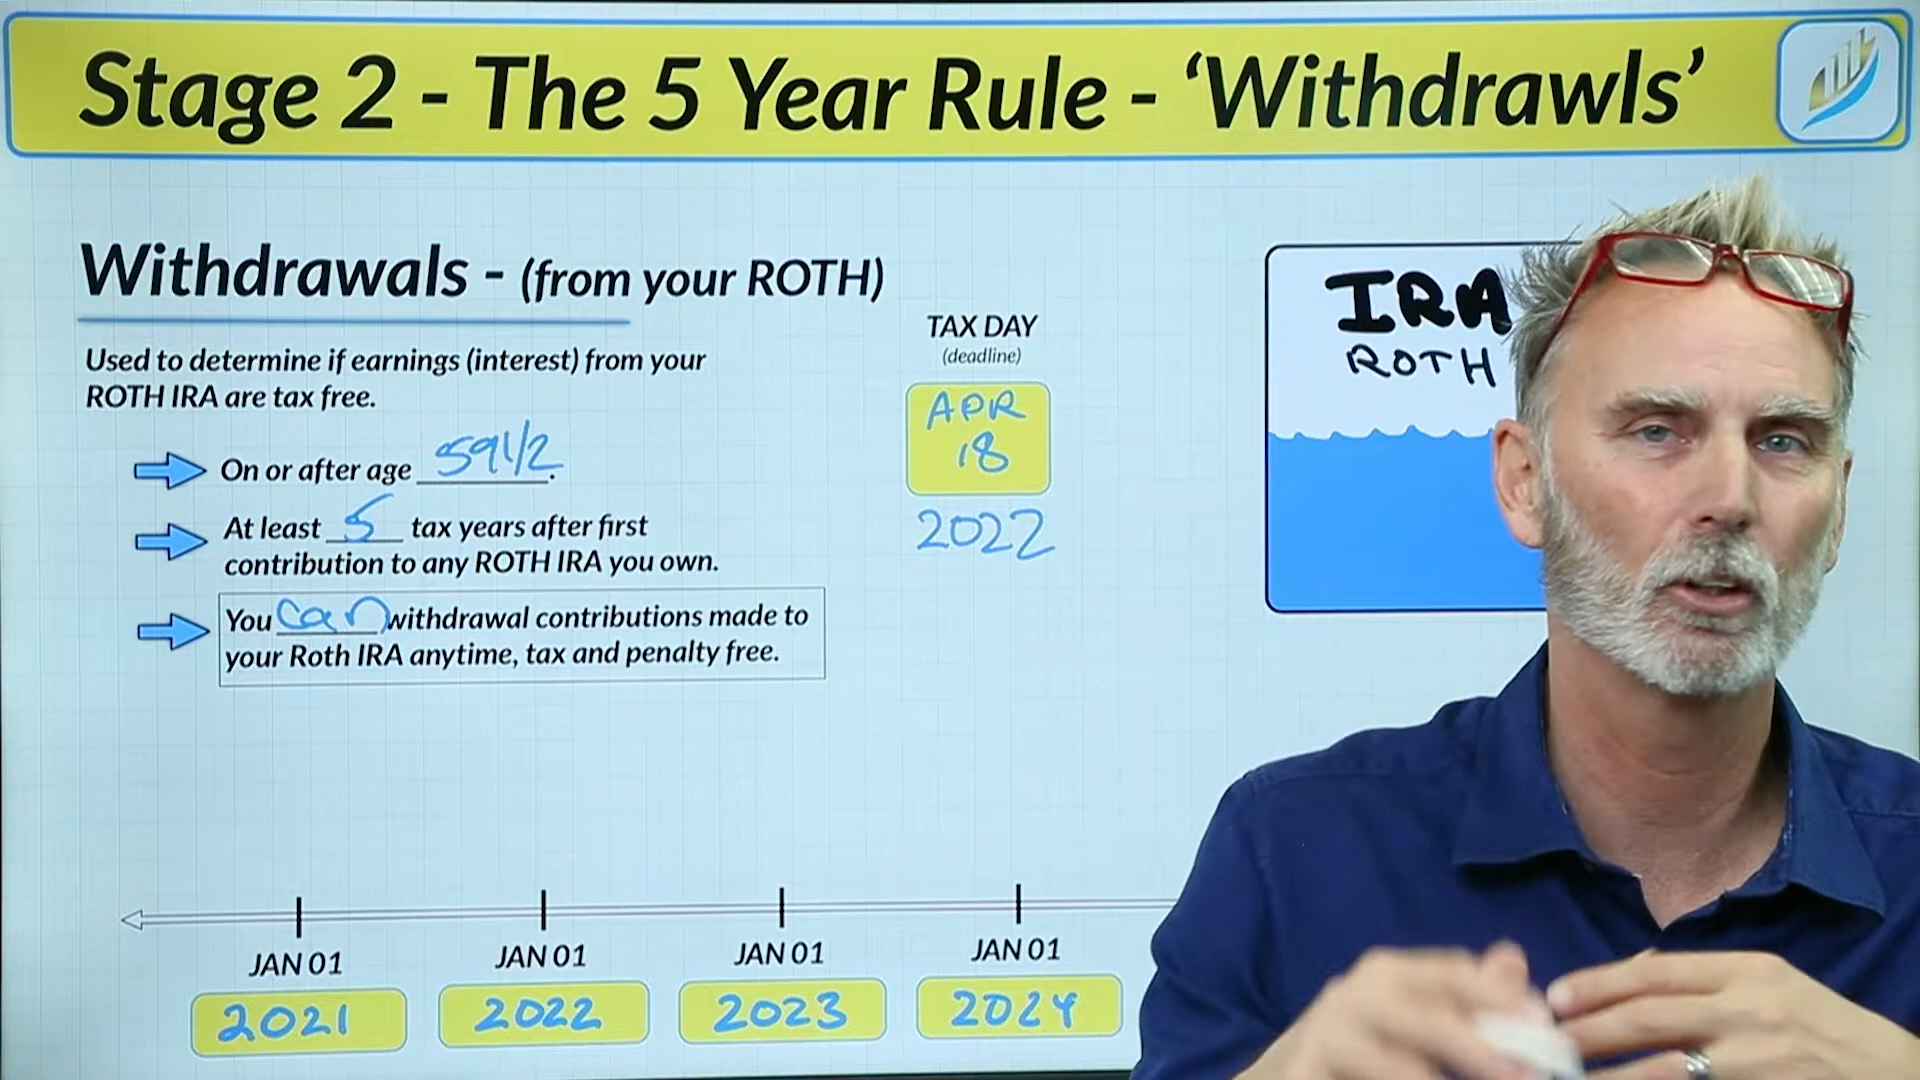 Stage 2 - The 5 Year Rule - ‘Withdrawls’
Withdrawals - (from your ROTH)
Used to determine if earnings (interest) from your
ROTH IRA are tax free.
On or after age 59 1/2.
At least 5 tax years after first
contribution to any ROTH IRA you own.
You can withdrawal contributions made to
your Roth IRA anytime, tax and penalty free.
TAX DAY
(deadline)
APR
18
2022
IRA
ROTH
JAN 01
JAN 01
JAN 01
JAN 01
2021
2022
2023
2024